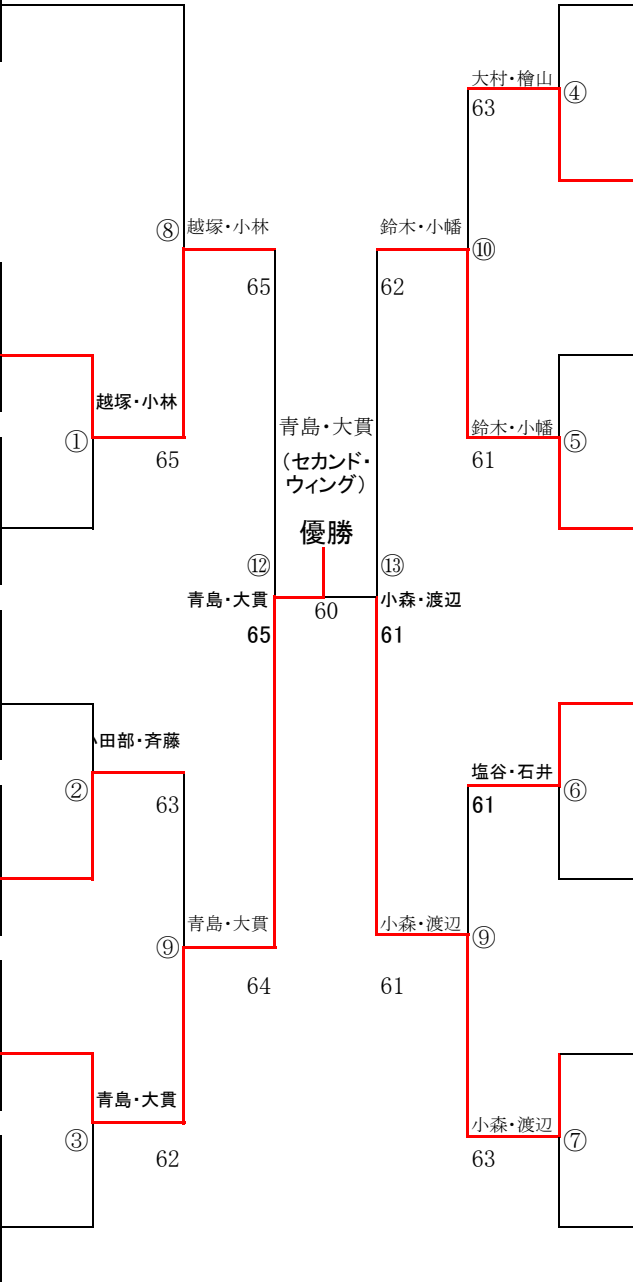 大村・檜山
④
63
⑧
越塚・小林
鈴木・小幡
⑩
65
62
越塚・小林
青島・大貫
鈴木・小幡
①
⑤
65
(セカンド・
ウィング)
61
優勝
⑫
⑬
青島・大貫
60
小森・渡辺
65
61
田部・斉藤
塩谷・石井
②
⑥
63
61
青島・大貫
小森・渡辺
⑨
⑨
64
61
青島・大貫
小森・渡辺
③
⑦
62
63